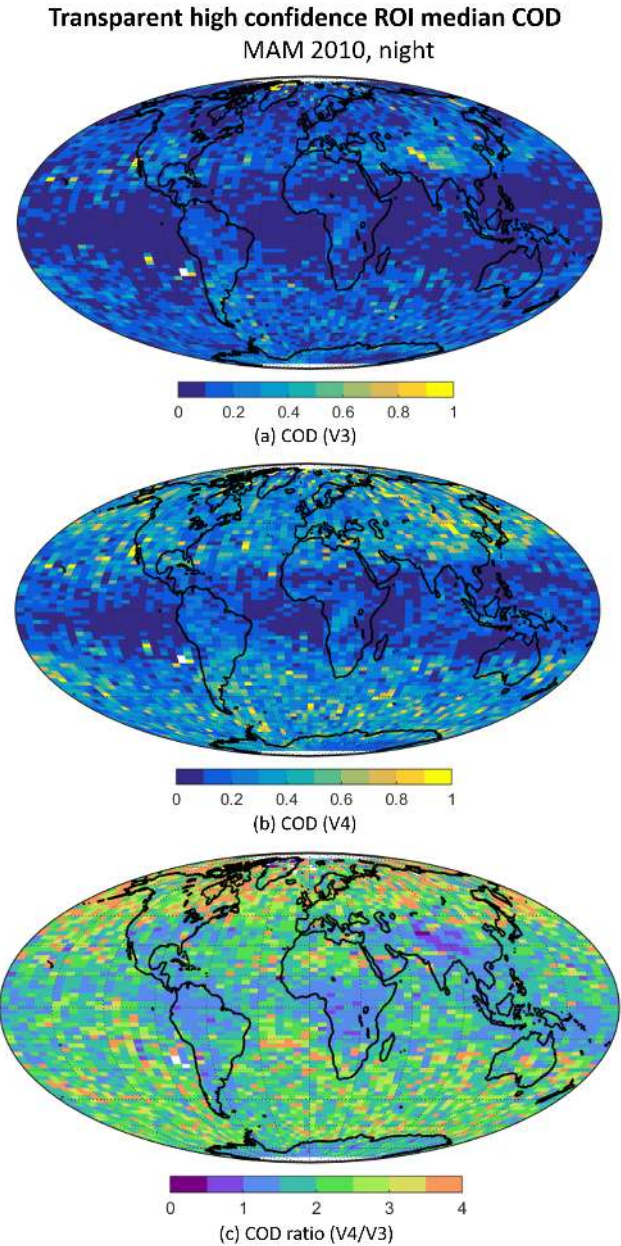 Transparent high confidence ROI median COD
MAM 2010, night
0 0.2 0.4 0.6 0.8 1
(a) COD (V3)
0 0.2 0.4 0.6 0.8 1
(b) COD (V4)
0 1 2 3 4
(c) COD ratio (V4/V3)